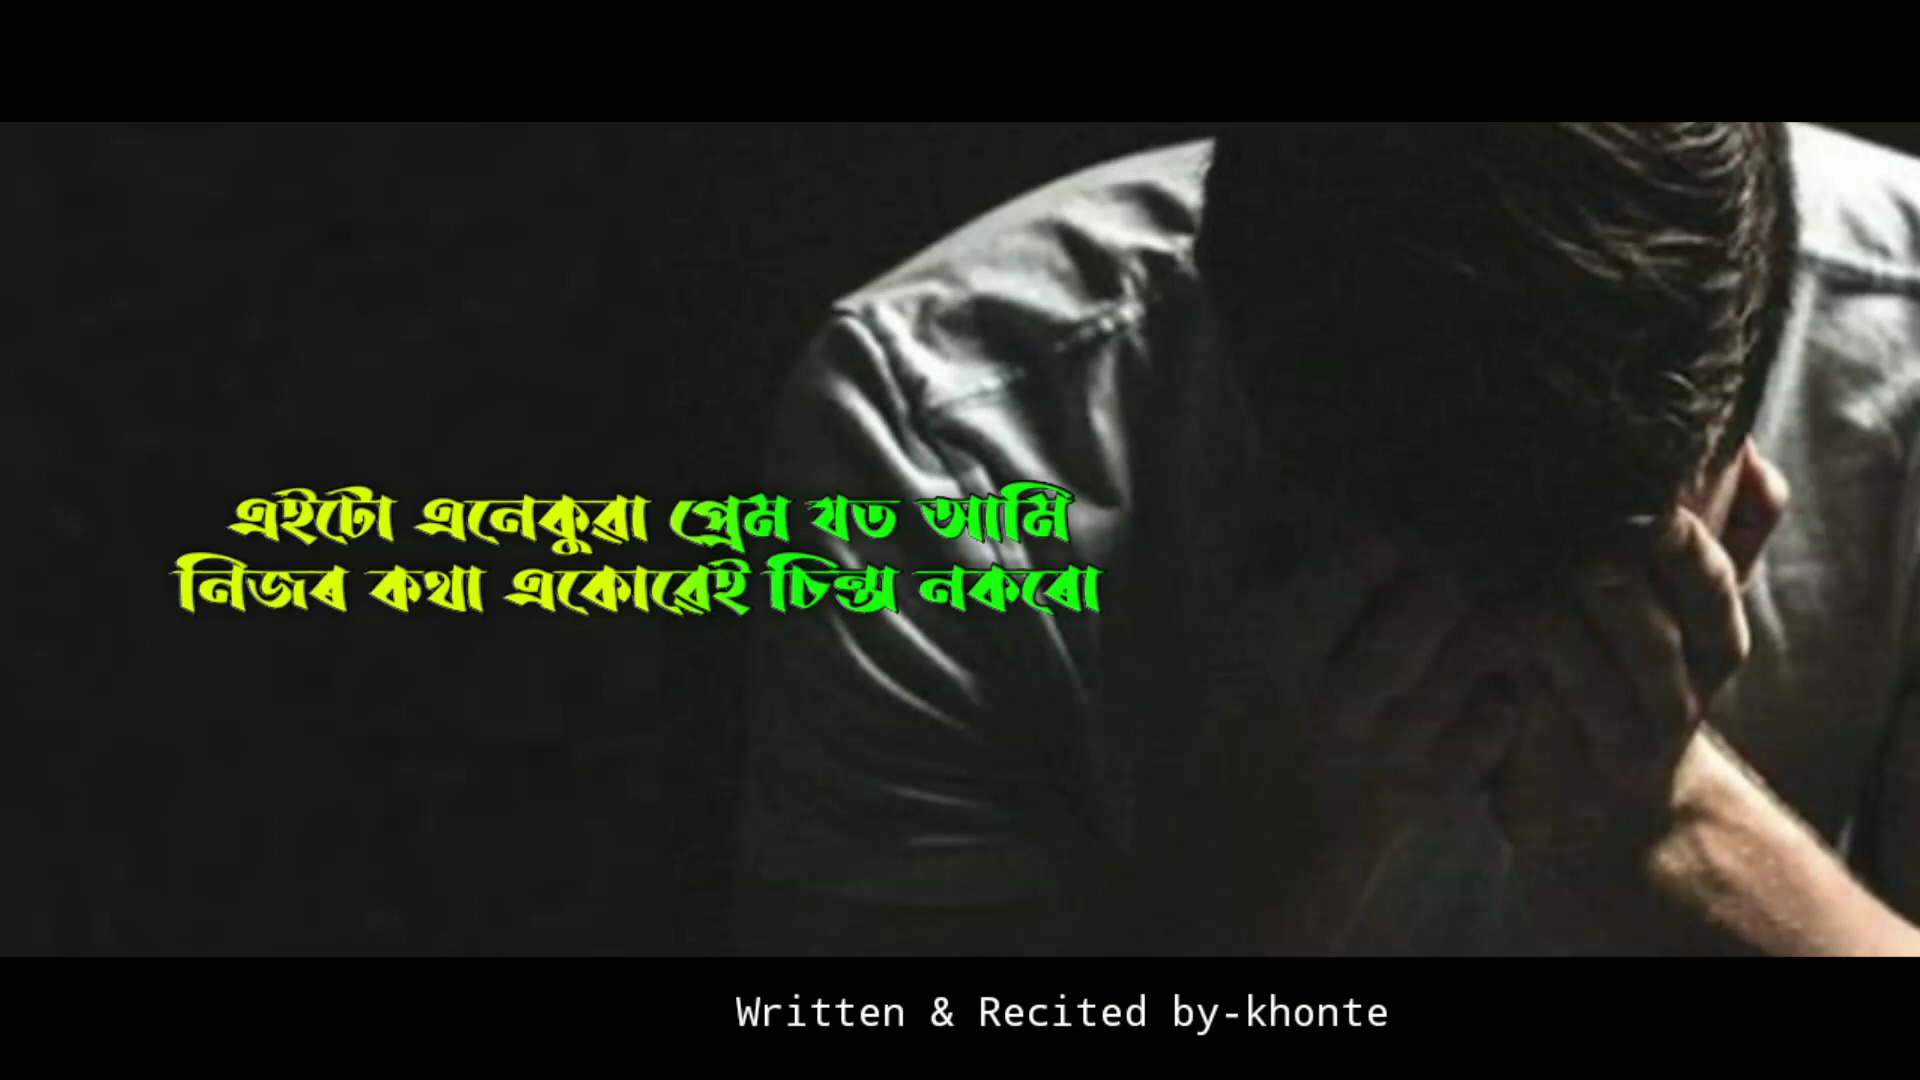 এইটো এনেকুৱা প্ৰেম যত আমি
নিজৰ কথা একোৱেই চিন্তা নকৰো
Written & Recited by-khonte